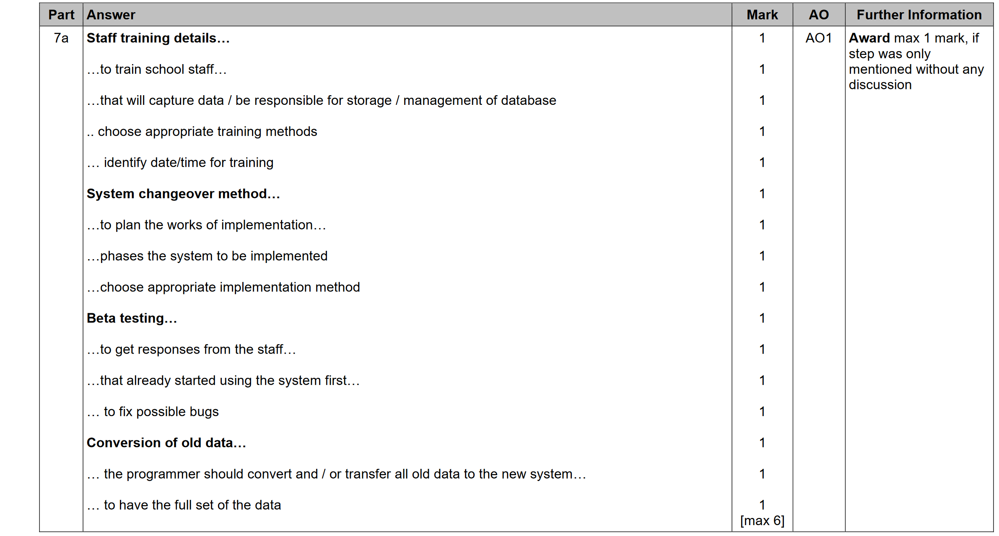 Part Answer Mark AO Further Information
7a Staff training details… 1 AO1 Award max 1 mark, if
step was only
…to train school staff… 1 mentioned without any
discussion
…that will capture data / be responsible for storage / management of database 1
.. choose appropriate training methods 1
… identify date/time for training 1
System changeover method… 1
…to plan the works of implementation… 1
…phases the system to be implemented 1
…choose appropriate implementation method 1
Beta testing… 1
…to get responses from the staff… 1
…that already started using the system first… 1
… to fix possible bugs 1
Conversion of old data… 1
… the programmer should convert and / or transfer all old data to the new system… 1
… to have the full set of the data 1
[max 6]